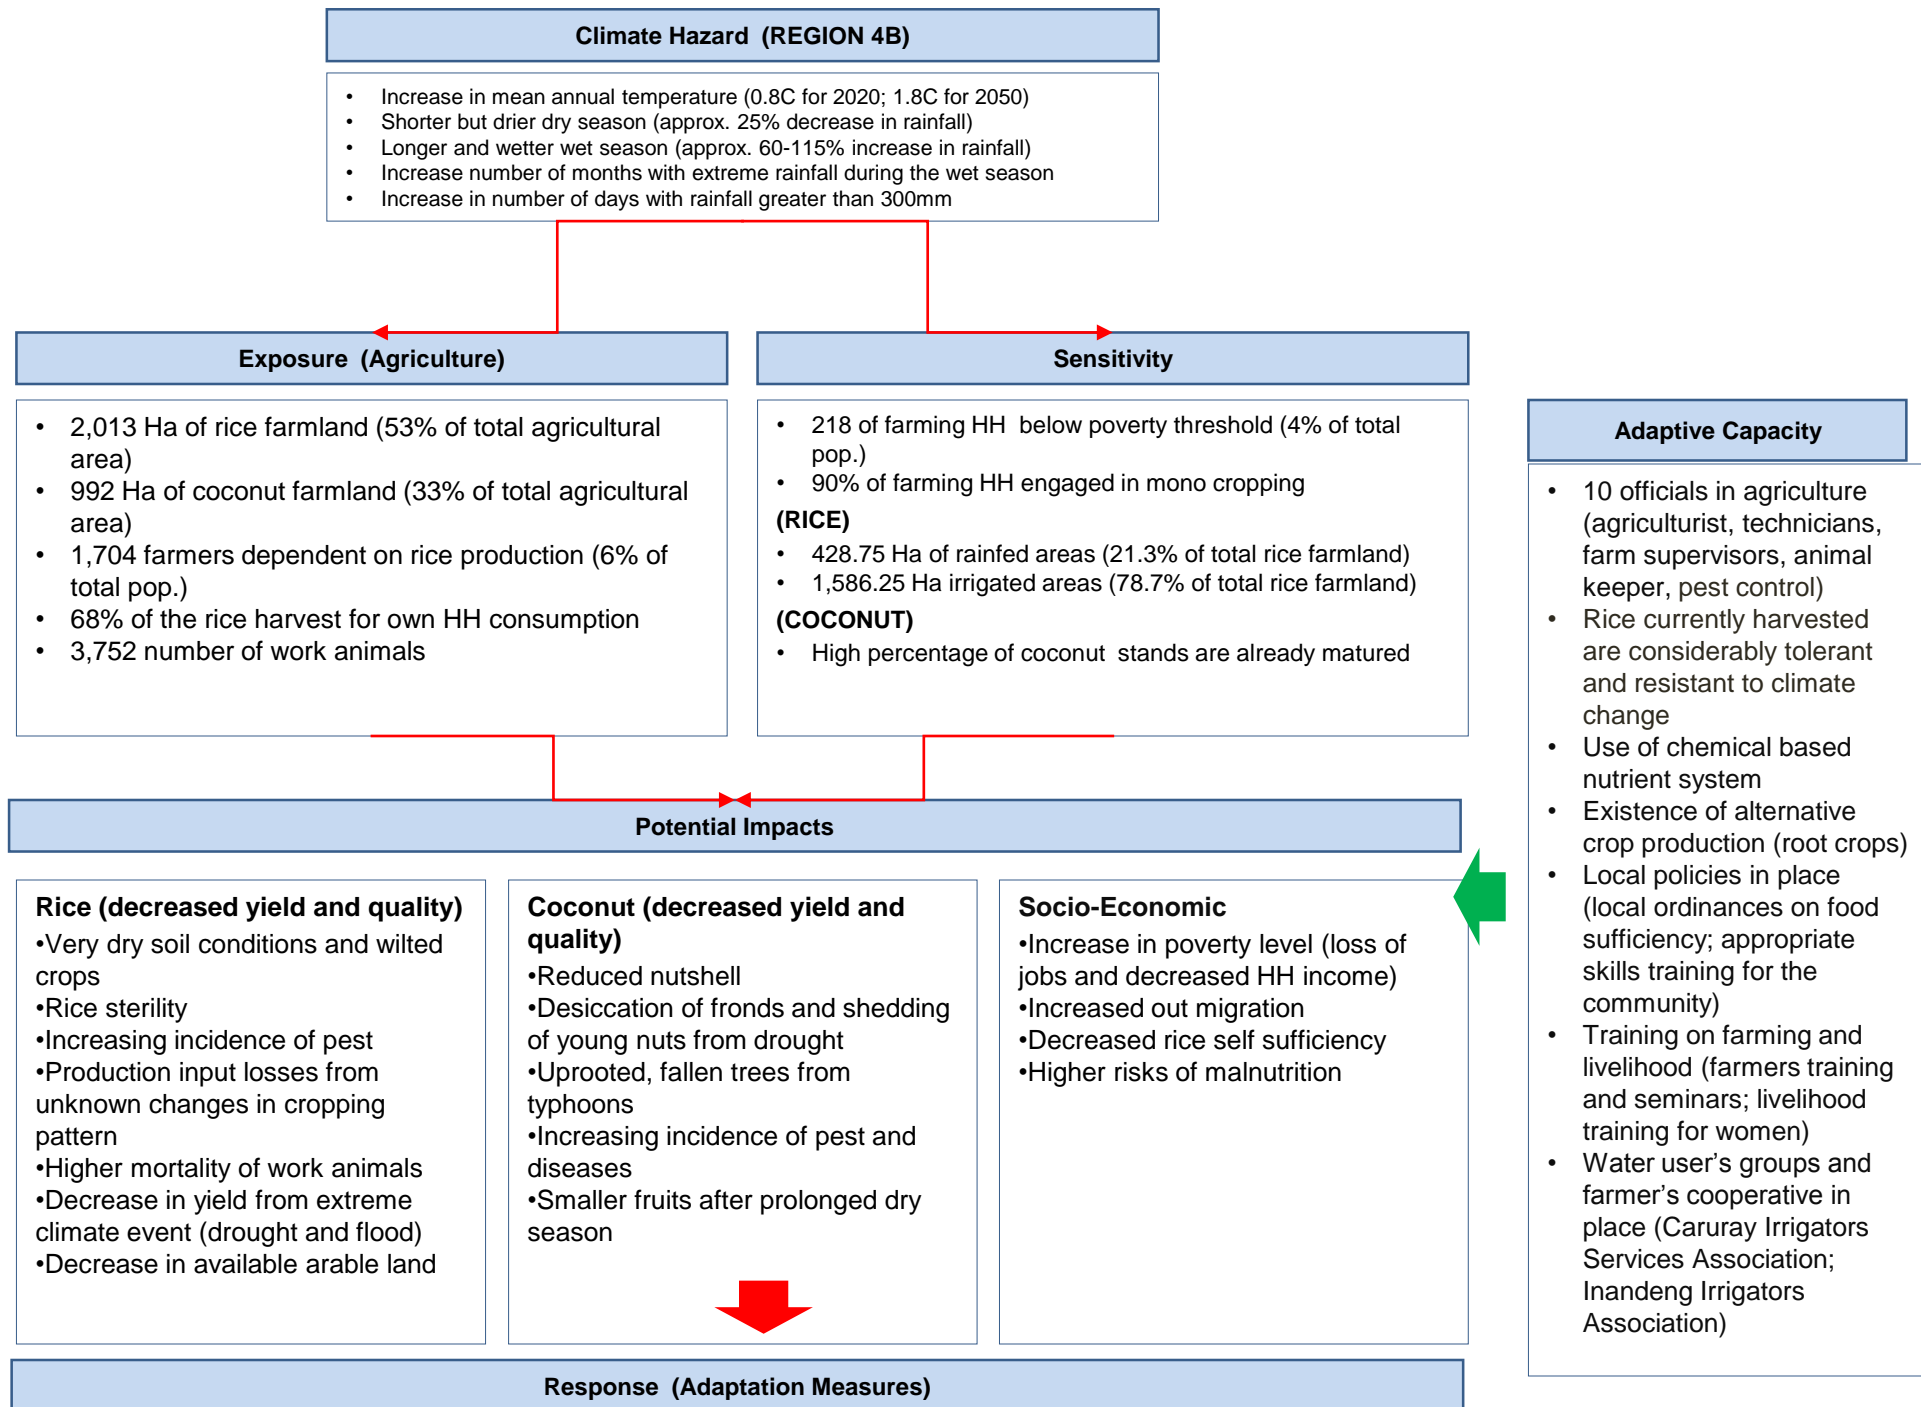 Climate Hazard (REGION 4B)
• Increase in mean annual temperature (0.8C for 2020; 1.8C for 2050)
• Shorter but drier dry season (approx. 25% decrease in rainfall)
• Longer and wetter wet season (approx. 60-115% increase in rainfall)
• Increase number of months with extreme rainfall during the wet season
• Increase in number of days with rainfall greater than 300mm
Exposure (Agriculture)
• 2,013 Ha of rice farmland (53% of total agricultural
area)
• 992 Ha of coconut farmland (33% of total agricultural
area)
• 1,704 farmers dependent on rice production (6% of
total pop.)
• 68% of the rice harvest for own HH consumption
• 3,752 number of work animals
Sensitivity
• 218 of farming HH below poverty threshold (4% of total
pop.)
• 90% of farming HH engaged in mono cropping
(RICE)
• 428.75 Ha of rainfed areas (21.3% of total rice farmland)
• 1,586.25 Ha irrigated areas (78.7% of total rice farmland)
(COCONUT)
• High percentage of coconut stands are already matured
Adaptive Capacity
• 10 officials in agriculture
(agriculturist, technicians,
farm supervisors, animal
keeper, pest control)
• Rice currently harvested
are considerably tolerant
and resistant to climate
change
• Use of chemical based
nutrient system
• Existence of alternative
crop production (root crops)
• Local policies in place
(local ordinances on food
sufficiency; appropriate
skills training for the
community)
• Training on farming and
livelihood (farmers training
and seminars; livelihood
training for women)
• Water user’s groups and
farmer’s cooperative in
place (Caruray Irrigators
Services Association;
Inandeng Irrigators
Association)
Potential Impacts
Rice (decreased yield and quality)
•Very dry soil conditions and wilted
crops
•Rice sterility
•Increasing incidence of pest
•Production input losses from
unknown changes in cropping
pattern
•Higher mortality of work animals
•Decrease in yield from extreme
climate event (drought and flood)
•Decrease in available arable land
Coconut (decreased yield and
quality)
•Reduced nutshell
•Desiccation of fronds and shedding
of young nuts from drought
•Uprooted, fallen trees from
typhoons
•Increasing incidence of pest and
diseases
•Smaller fruits after prolonged dry
season
Socio-Economic
•Increase in poverty level (loss of
jobs and decreased HH income)
•Increased out migration
•Decreased rice self sufficiency
•Higher risks of malnutrition
Response (Adaptation Measures)